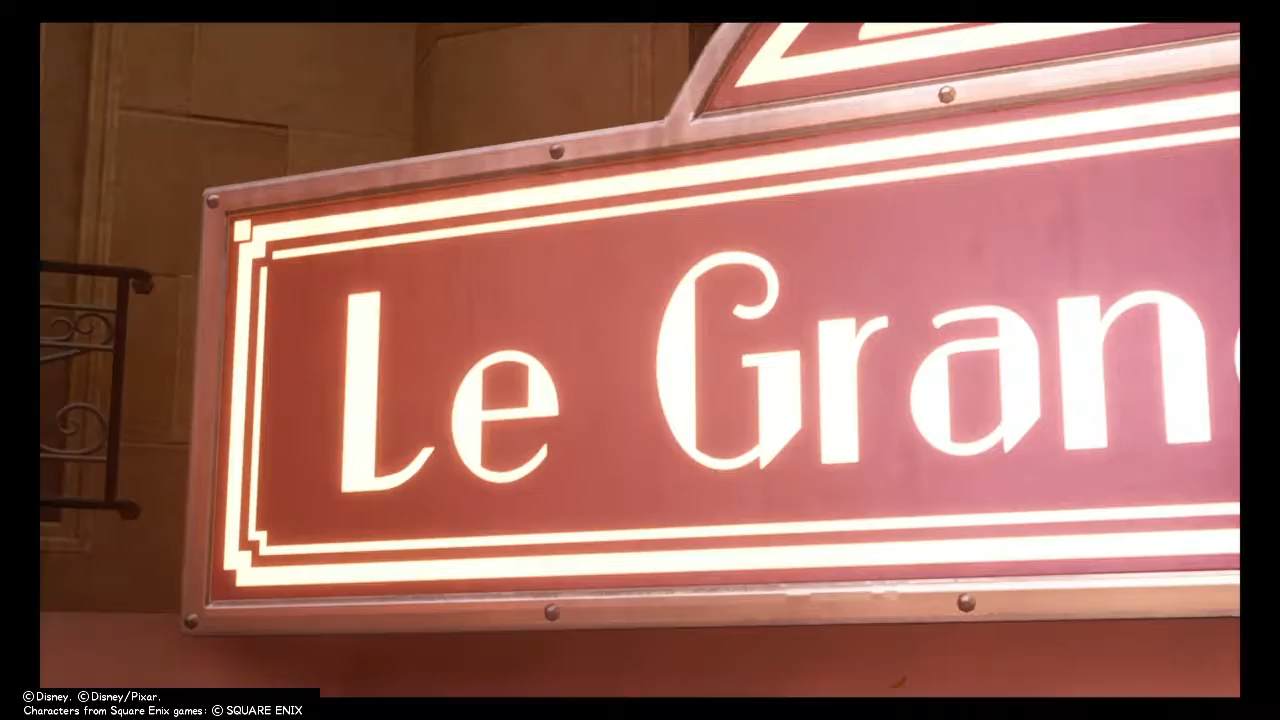 Le Gran
©Disney. ©Disney/Pixar.
Characters from Square Enix games: © SQUARE ENIX